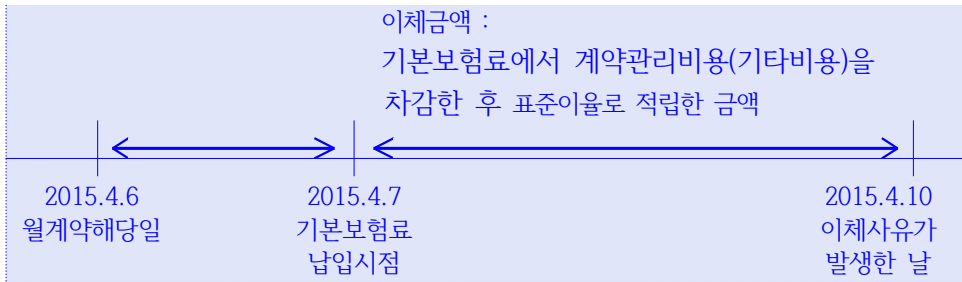 이체금액 :
기본보험료에서 계약관리비용(기타비용)을
차감한 후 표준이율로 적립한 금액
2015.4.6
월계약해당일
2015.4.7
기본보험료
납입시점
2015.4.10
이체사유가
발생한 날